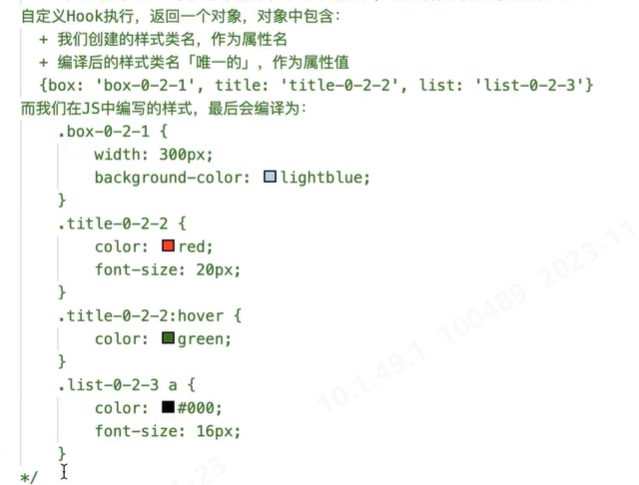 自定义Hook执行，返回一个对象，对象中包含：
+ 我们创建的样式类名，作为属性名
+ 编译后的样式类名「唯一的」，作为属性值
{box: 'box-0-2-1', title: 'title-0-2-2', list: 'list-0-2-3'}
而我们在JS中编写的样式，最后会编译为：
.box-0-2-1 {
width: 300px;
background-color: lightblue;
}
.title-0-2-2 {
color: red;
font-size: 20px;
}
.title-0-2-2:hover {
color: green;
}
.list-0-2-3 a {
color: #000;
font-size: 16px;
}
*/
10.1.49.1 100489 2023-11
1.23